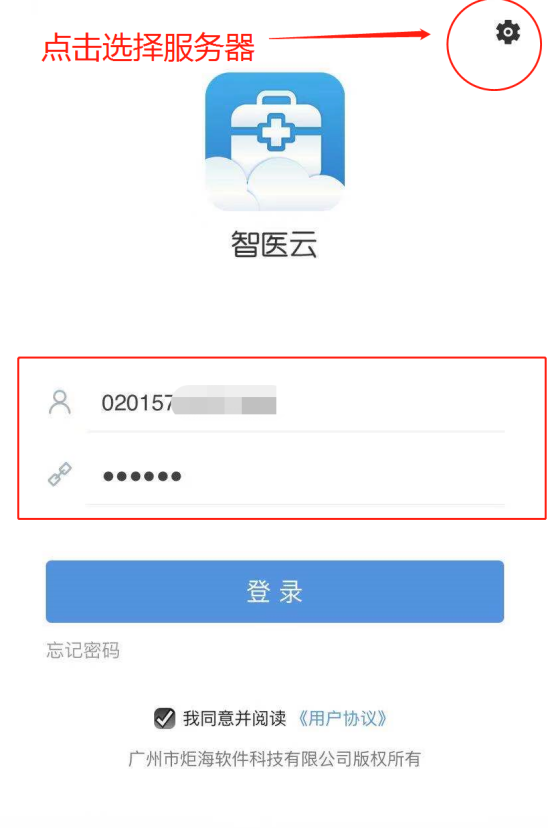 点击选择服务器
智医云
020157
●●●●●●
登录
忘记密码
我同意并阅读《用户协议》
广州市炬海软件科技有限公司版权所有